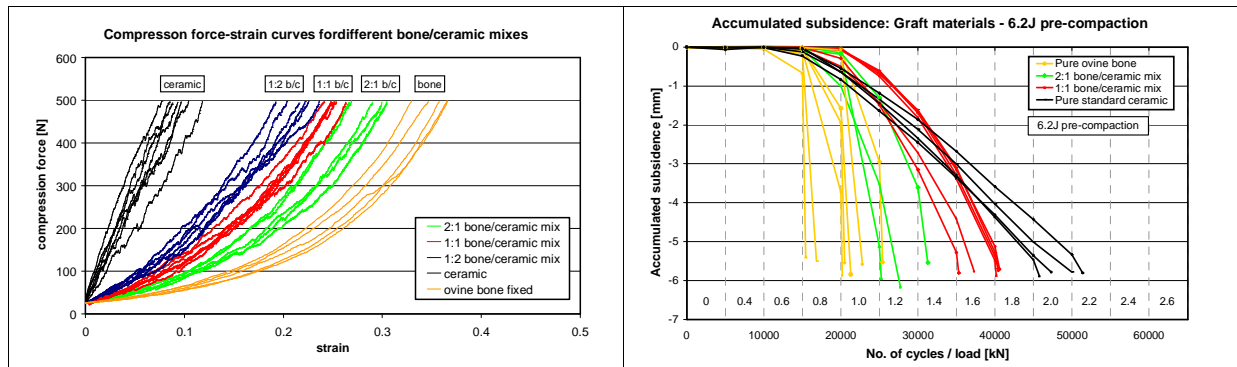 Compresson force-strain curves fordifferent bone/ceramic mixes
compression force [N]
600
500
400
300
200
100
0
ceramic
1:2 b/c
1:1 b/c
2:1 b/c
bone
2:1 bone/ceramic mix
1:1 bone/ceramic mix
1:2 bone/ceramic mix
ceramic
ovine bone fixed
0
0.1
0.2
0.3
0.4
0.5
strain
Accumulated subsidence: Graft materials - 6.2J pre-compaction
Accumulated subsidence [mm]
0
-1
-2
-3
-4
-5
-6
-7
Pure ovine bone
2:1 bone/ceramic mix
1:1 bone/ceramic mix
Pure standard ceramic
6.2J pre-compaction
0 0.4 0.6 0.8 1.0 1.2 1.4 1.6 1.8 2.0 2.2 2.4 2.6
0 10000 20000 30000 40000 50000 60000
No. of cycles / load [kN]